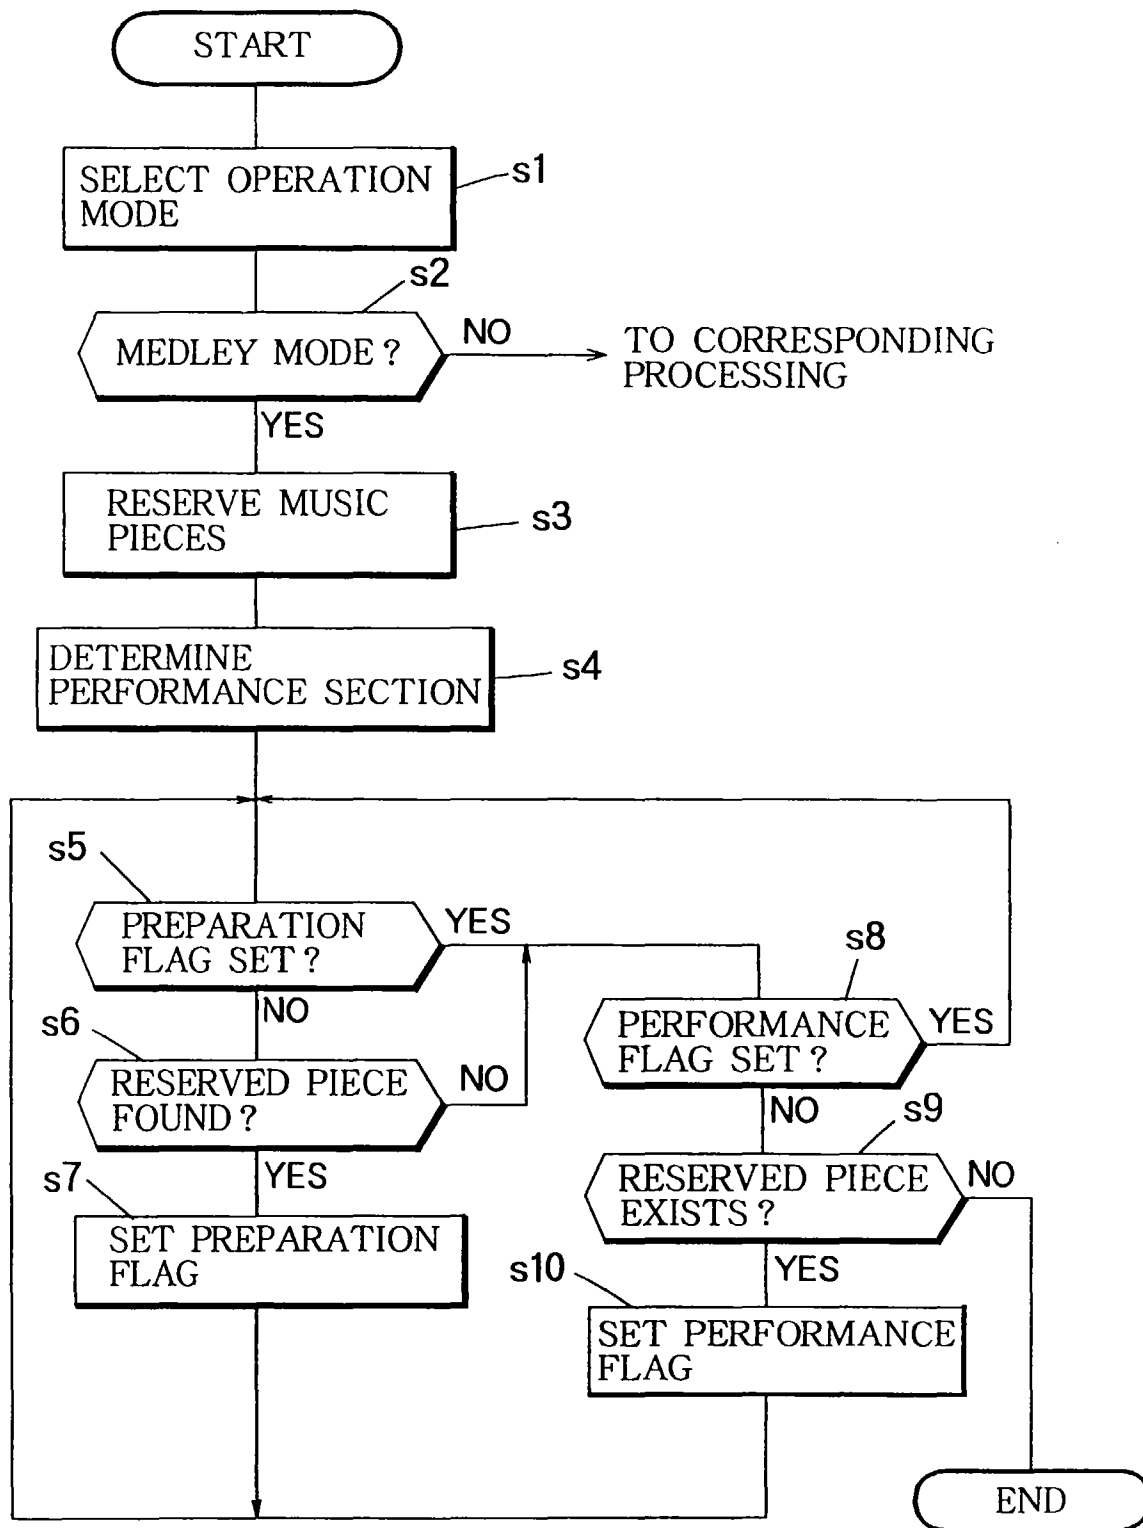 START
SELECT OPERATION
MODE
s1
s2
MEDLEY MODE?
NO
TO CORRESPONDING
PROCESSING
YES
RESERVE MUSIC
PIECES
s3
DETERMINE
PERFORMANCE SECTION
s4
s5
PREPARATION
FLAG SET?
YES
NO
s6
RESERVED PIECE
FOUND?
NO
YES
s7
SET PREPARATION
FLAG
s8
PERFORMANCE
FLAG SET?
YES
NO
s9
RESERVED PIECE
EXISTS?
NO
YES
s10
SET PERFORMANCE
FLAG
END